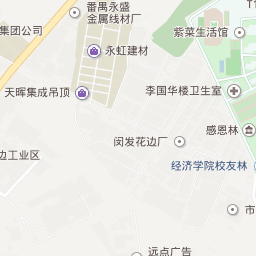 番禺永盛
金属线材厂
紫菜生活馆
集团公司
永虹建材
天晖集成吊顶
李国华楼卫生室
感恩林
闵发花边厂
边工业区
经济学院校友林
市
远点广告